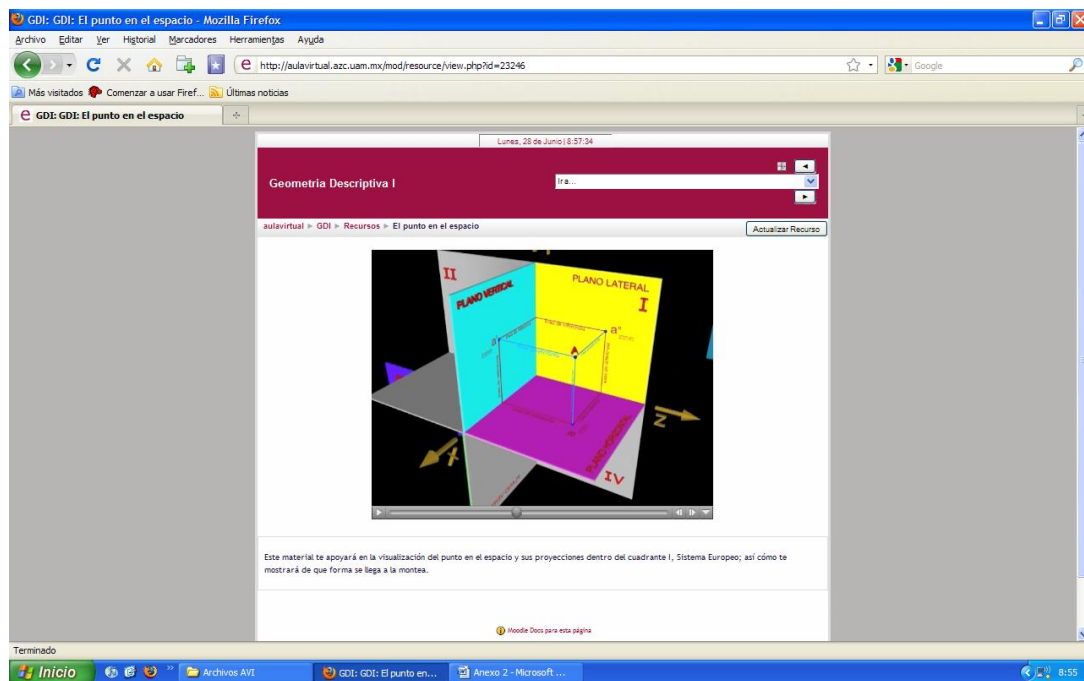 GDI: GDI: El punto en el espacio - Mozilla Firefox
Archivo Editar Ver Historial Marcadores Herramientas Ayuda
http://aulavirtual.azc.uam.mx/mod/resource/view.php?id=23246
Google
Más visitados Comenzar a usar Firef... Últimas noticias
GDI: GDI: El punto en el espacio
Lunes, 28 de Junio | 8:57:34
Geometria Descriptiva I
Ir a...
aulavirtual ► GDI ► Recursos ► El punto en el espacio
Actualizar Recurso
II
PLANO LATERAL
PLANO VERTICAL
I
a'
a"
A
Z
X
PLANO HORIZONTAL
IV
Este material te apoyará en la visualización del punto en el espacio y sus proyecciones dentro del cuadrante I, Sistema Europeo; así cómo te
mostrará de que forma se llega a la montea.
Moodle Docs para esta página
Terminado
Inicio
Archivos AVI
GDI: GDI: El punto en...
Anexo 2 - Microsoft ...
8:55